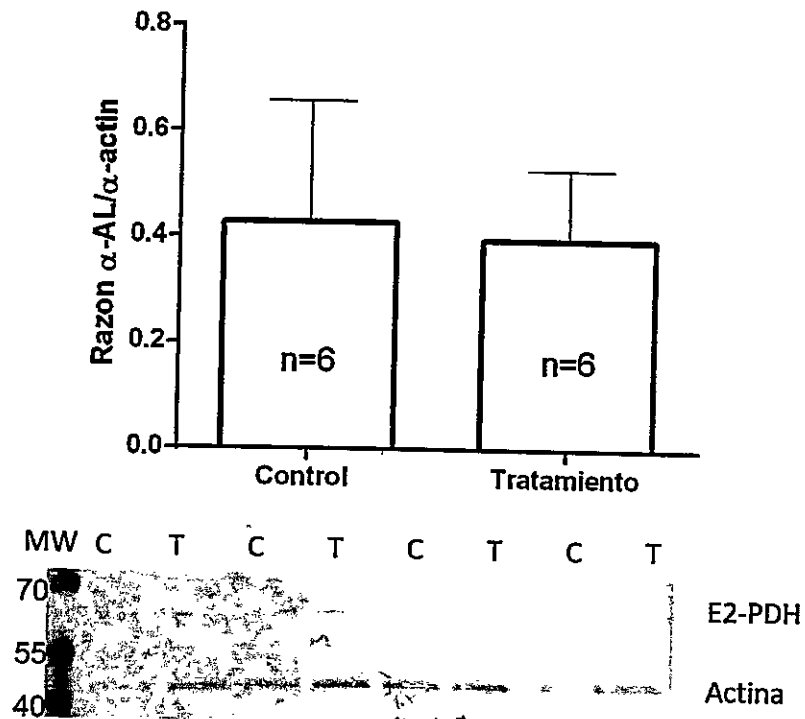 0.8
0.6
0.4
0.2
0.0
Razon α-AL/α-actin
n=6
n=6
Control
Tratamiento
MW C T C T C T C T
70
55
40
E2-PDH
Actina